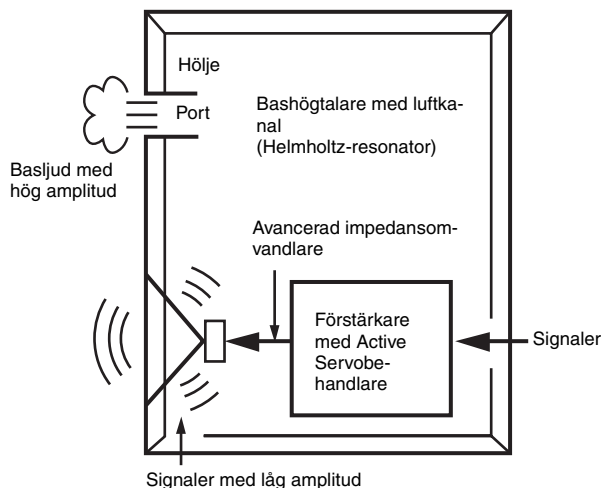 Hölje
Port
Bashögtalare med luftka-
nal
(Helmholtz-resonator)
Basljud med
hög amplitud
Avancerad impedansom-
vandlare
Förstärkare
med Active
Servobe-
handlare
Signaler
Signaler med låg amplitud